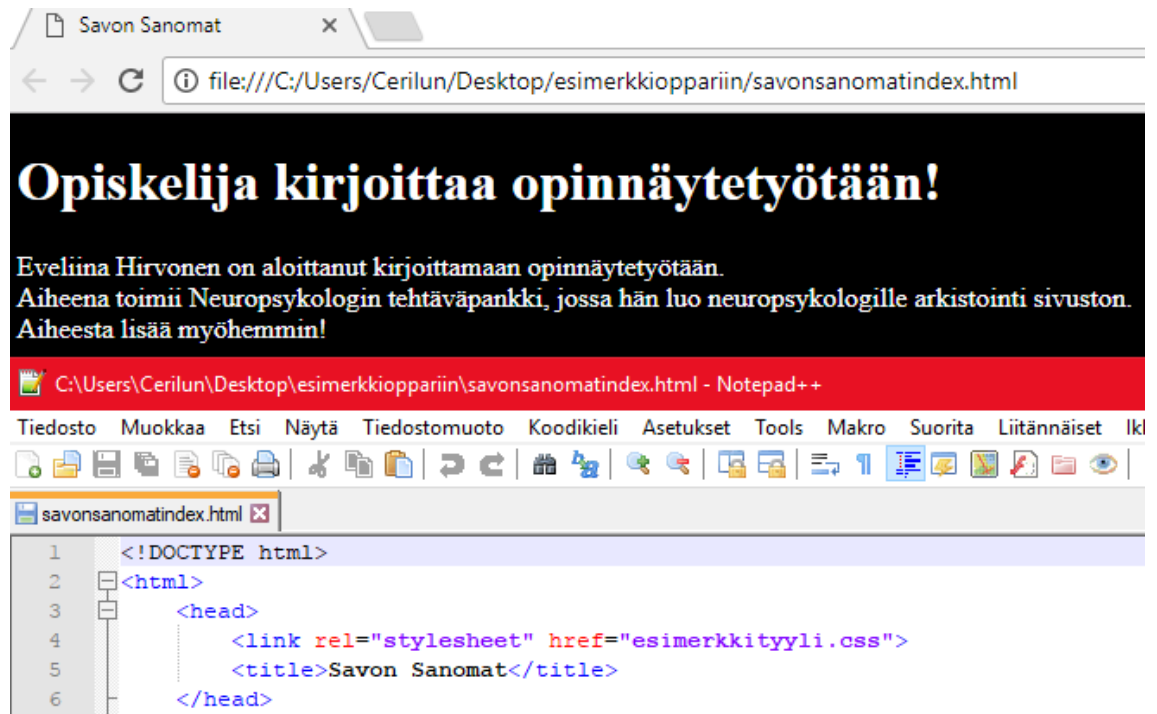 Savon Sanomat
file:///C:/Users/Cerilun/Desktop/esimerkkioppariin/savonsanomatindex.html
Opiskelija kirjoittaa opinnäytetyötään!
Eveliina Hirvonen on aloittanut kirjoittamaan opinnäytetyötään.
Aiheena toimii Neuropsykologin tehtäväpankki, jossa hän luo neuropsykologille arkistointi sivuston.
Aiheesta lisää myöhemmin!
C:\Users\Cerilun\Desktop\esimerkkioppariin\savonsanomatindex.html - Notepad++
Tiedosto Muokkaa Etsi Näytä Tiedostomuoto Koodikieli Asetukset Tools Makro Suorita Liitännäiset
savonsanomatindex.html
1 <!DOCTYPE html>
2 <html>
3 <head>
4 <link rel="stylesheet" href="esimerkkityyli.css">
5 <title>Savon Sanomat</title>
6 </head>